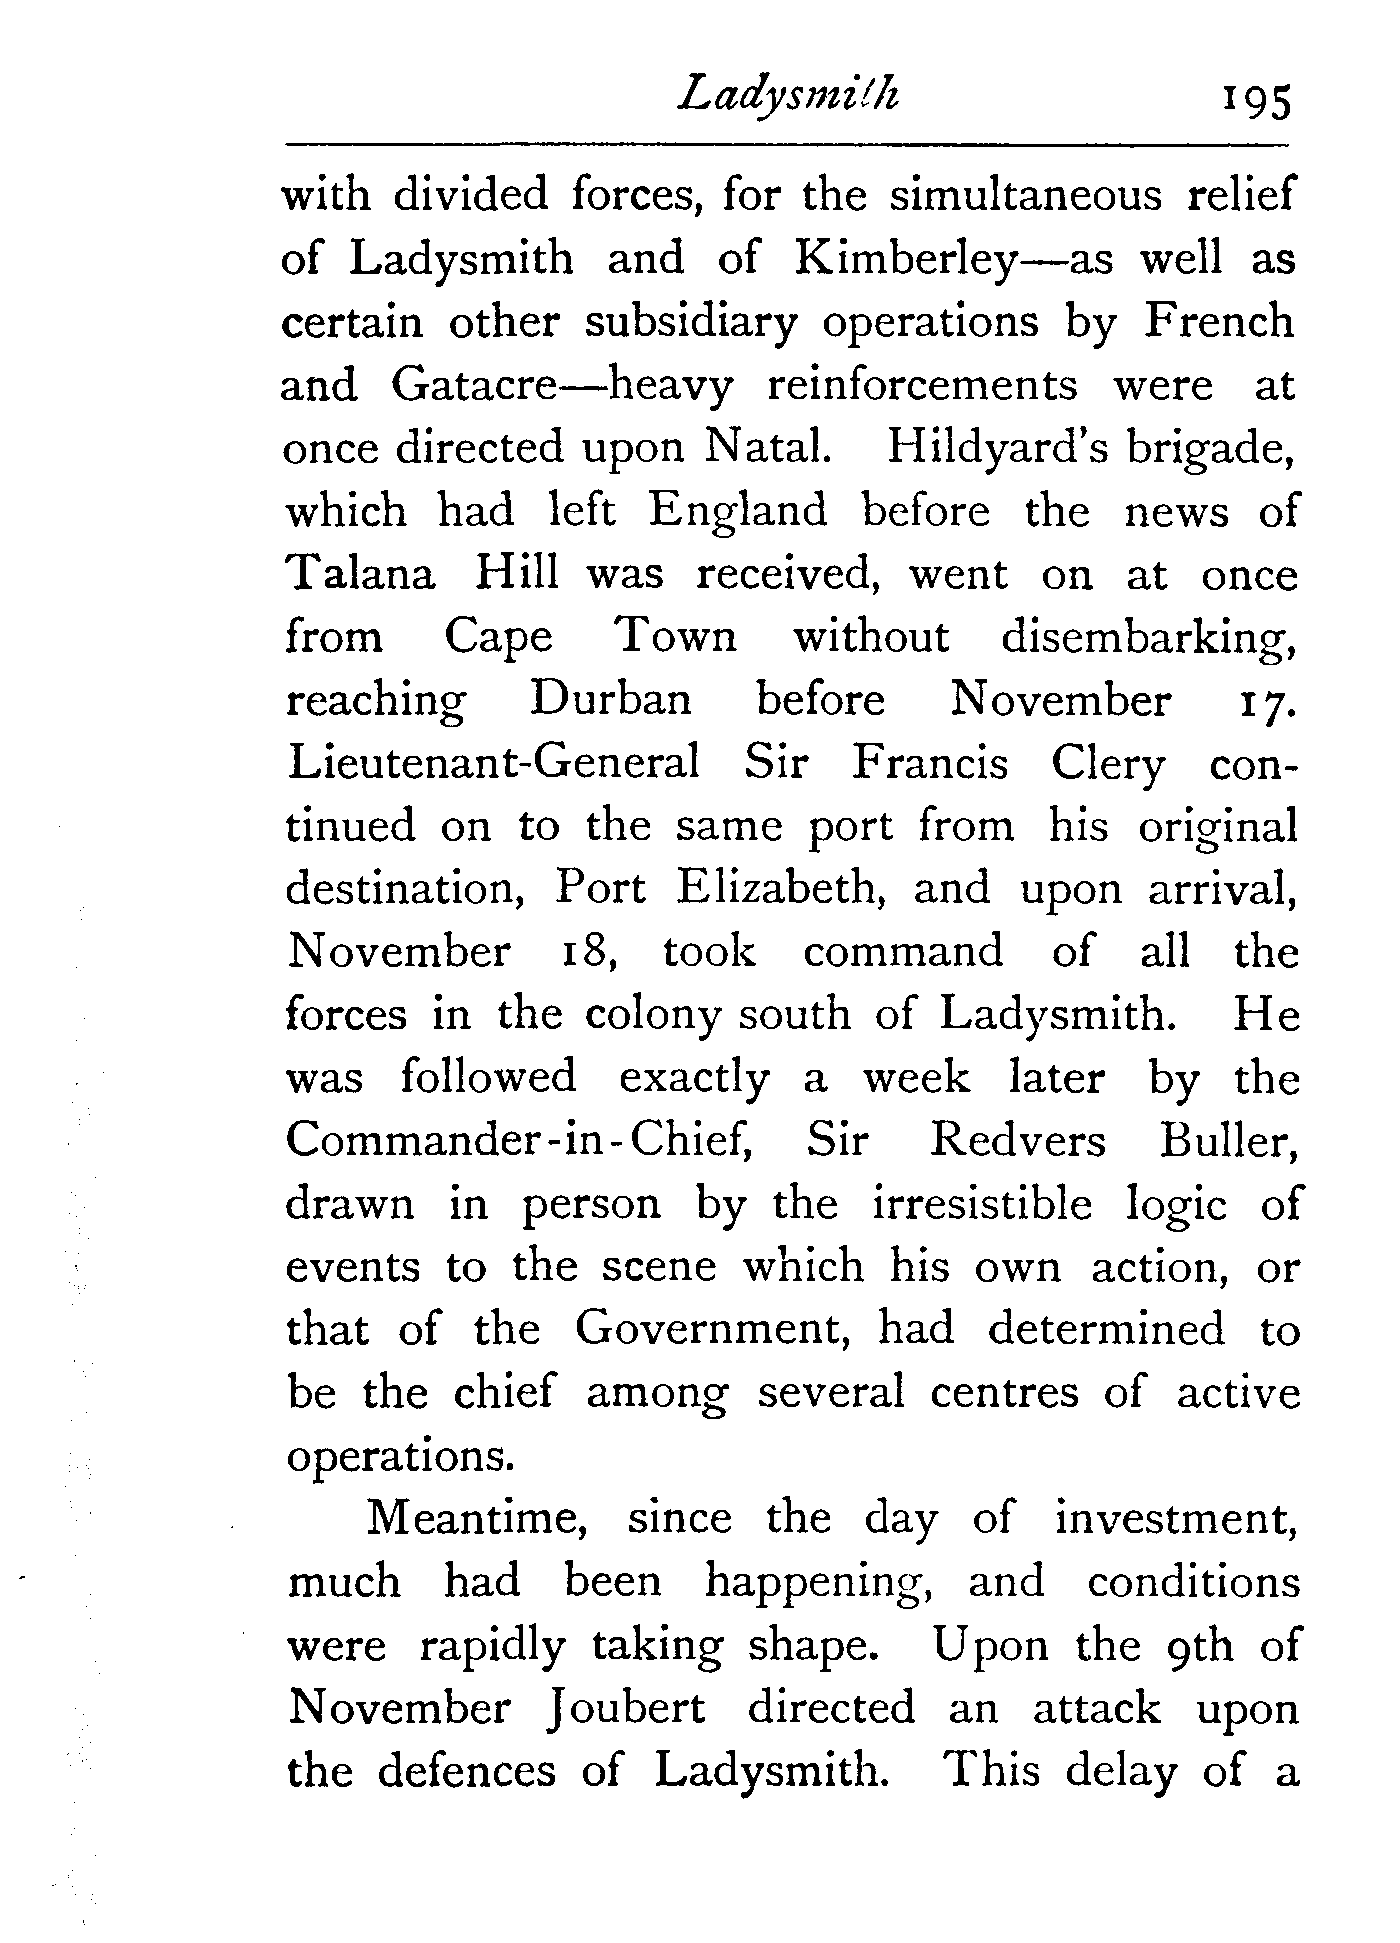 Ladysmith 195
with divided forces, for the simultaneous relief
of Ladysmith and of Kimberley—as well as
certain other subsidiary operations by French
and Gatacre—heavy reinforcements were at
once directed upon Natal. Hildyard's brigade,
which had left England before the news of
Talana Hill was received, went on at once
from Cape Town without disembarking,
reaching Durban before November 17.
Lieutenant-General Sir Francis Clery con-
tinued on to the same port from his original
destination, Port Elizabeth, and upon arrival,
November 18, took command of all the
forces in the colony south of Ladysmith. He
was followed exactly a week later by the
Commander-in-Chief, Sir Redvers Buller,
drawn in person by the irresistible logic of
events to the scene which his own action, or
that of the Government, had determined to
be the chief among several centres of active
operations.
Meantime, since the day of investment,
much had been happening, and conditions
were rapidly taking shape. Upon the 9th of
November Joubert directed an attack upon
the defences of Ladysmith. This delay of a